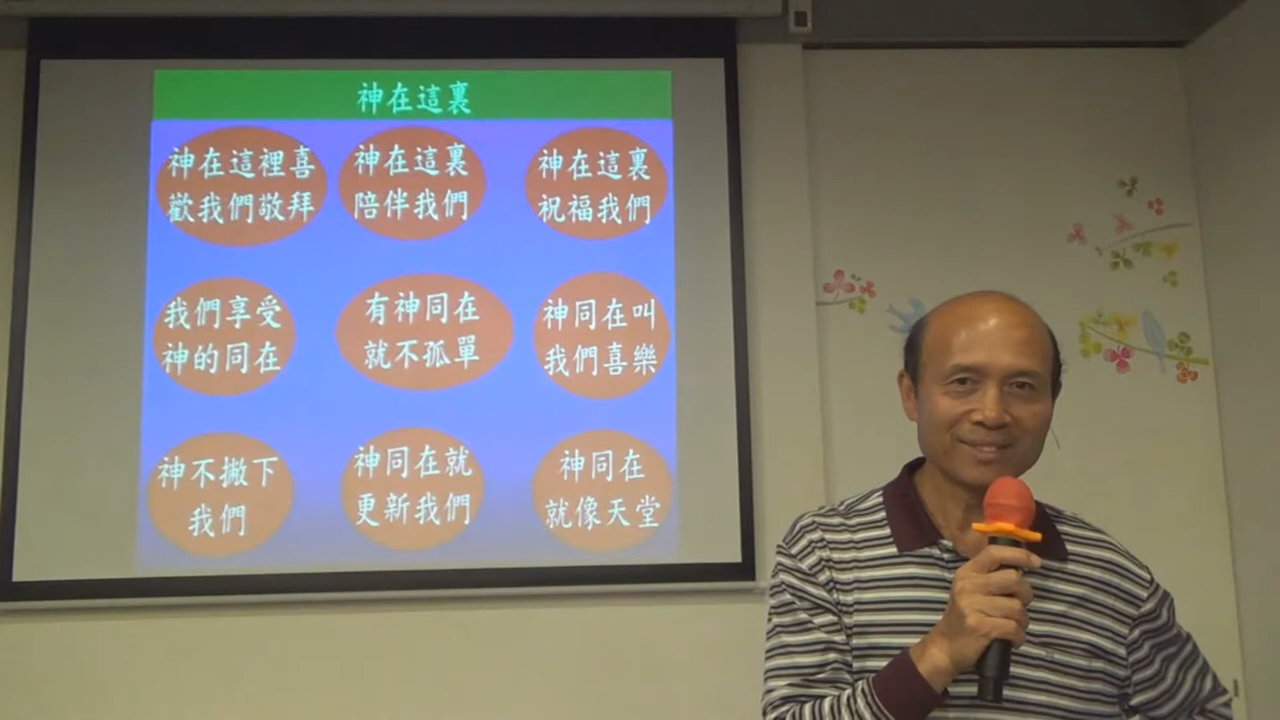 神在這裏
神在這裡喜
歡我們敬拜
神在這裏
陪伴我們
神在這裏
祝福我們
我們享受
神的同在
有神同在
就不孤單
神同在叫
我們喜樂
神不撇下
我們
神同在就
更新我們
神同在
就像天堂